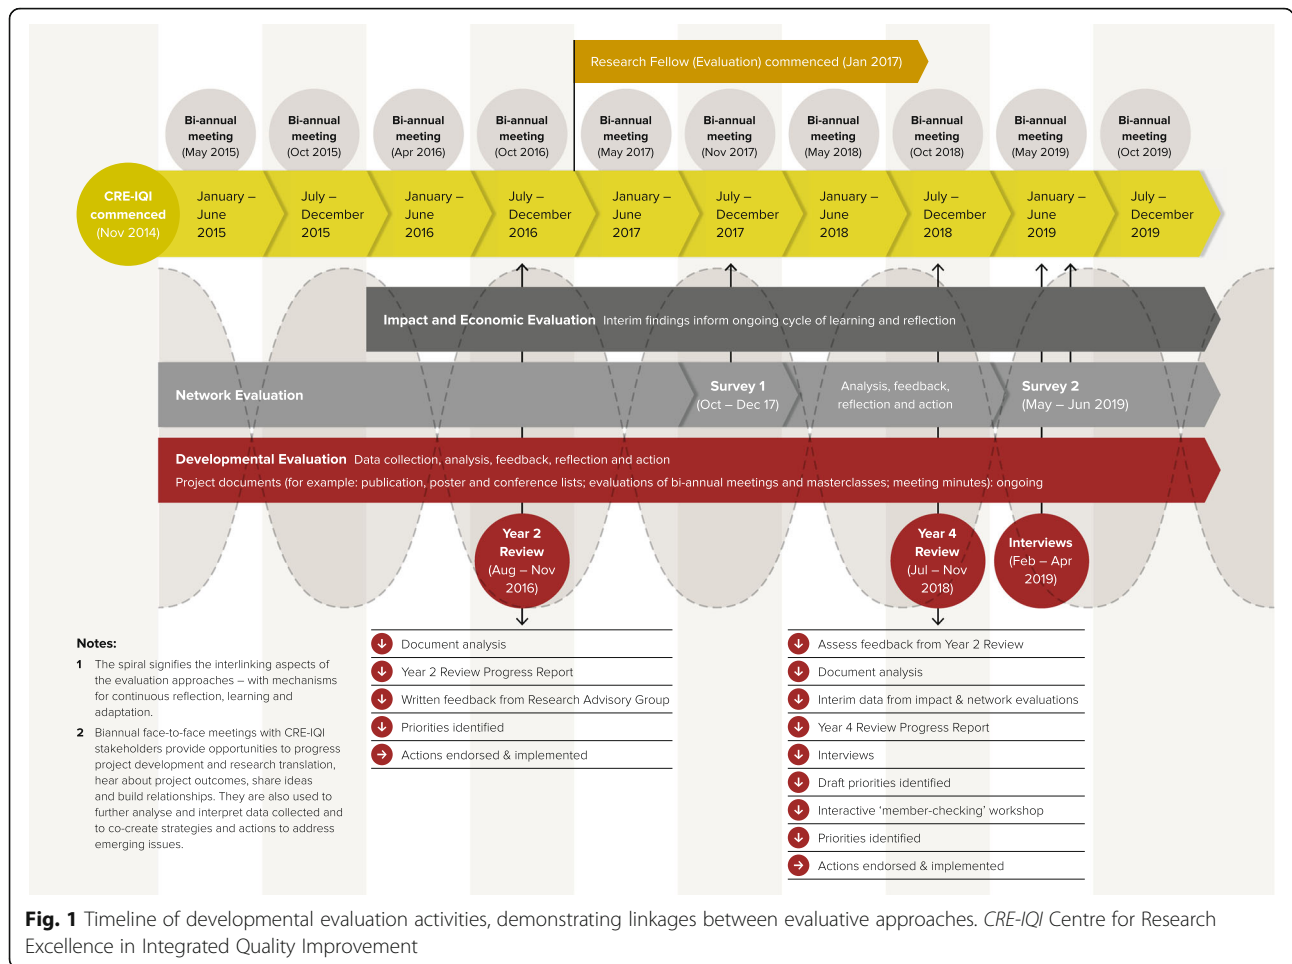 Research Fellow (Evaluation) commenced (Jan 2017)
Bi-annual
meeting
(May 2015)
Bi-annual
meeting
(Oct 2015)
Bi-annual
meeting
(Apr 2016)
Bi-annual
meeting
(Oct 2016)
Bi-annual
meeting
(May 2017)
Bi-annual
meeting
(Nov 2017)
Bi-annual
meeting
(May 2018)
Bi-annual
meeting
(Oct 2018)
Bi-annual
meeting
(May 2019)
Bi-annual
meeting
(Oct 2019)
CRE-IQI
commenced
(Nov 2014)
January –
June
2015
July –
December
2015
January –
June
2016
July –
December
2016
January –
June
2017
July –
December
2017
January –
June
2018
July –
December
2018
January –
June
2019
July –
December
2019
Impact and Economic Evaluation Interim findings inform ongoing cycle of learning and reflection
Network Evaluation
Survey 1
(Oct – Dec 17)
Analysis, feedback,
reflection and action
Survey 2
(May – Jun 2019)
Developmental Evaluation Data collection, analysis, feedback, reflection and action
Project documents (for example: publication, poster and conference lists; evaluations of bi-annual meetings and masterclasses; meeting minutes): ongoing
Year 2
Review
(Aug – Nov
2016)
Year 4
Review
(Jul – Nov
2018)
Interviews
(Feb – Apr
2019)
Notes:
1 The spiral signifies the interlinking aspects of
the evaluation approaches – with mechanisms
for continuous reflection, learning and
adaptation.
2 Biannual face-to-face meetings with CRE-IQI
stakeholders provide opportunities to progress
project development and research translation,
hear about project outcomes, share ideas
and build relationships. They are also used to
further analyse and interpret data collected and
to co-create strategies and actions to address
emerging issues.
Document analysis
Year 2 Review Progress Report
Written feedback from Research Advisory Group
Priorities identified
Actions endorsed & implemented
Assess feedback from Year 2 Review
Document analysis
Interim data from impact & network evaluations
Year 4 Review Progress Report
Interviews
Draft priorities identified
Interactive ‘member-checking’ workshop
Priorities identified
Actions endorsed & implemented
Fig. 1 Timeline of developmental evaluation activities, demonstrating linkages between evaluative approaches. CRE-IQI Centre for Research
Excellence in Integrated Quality Improvement